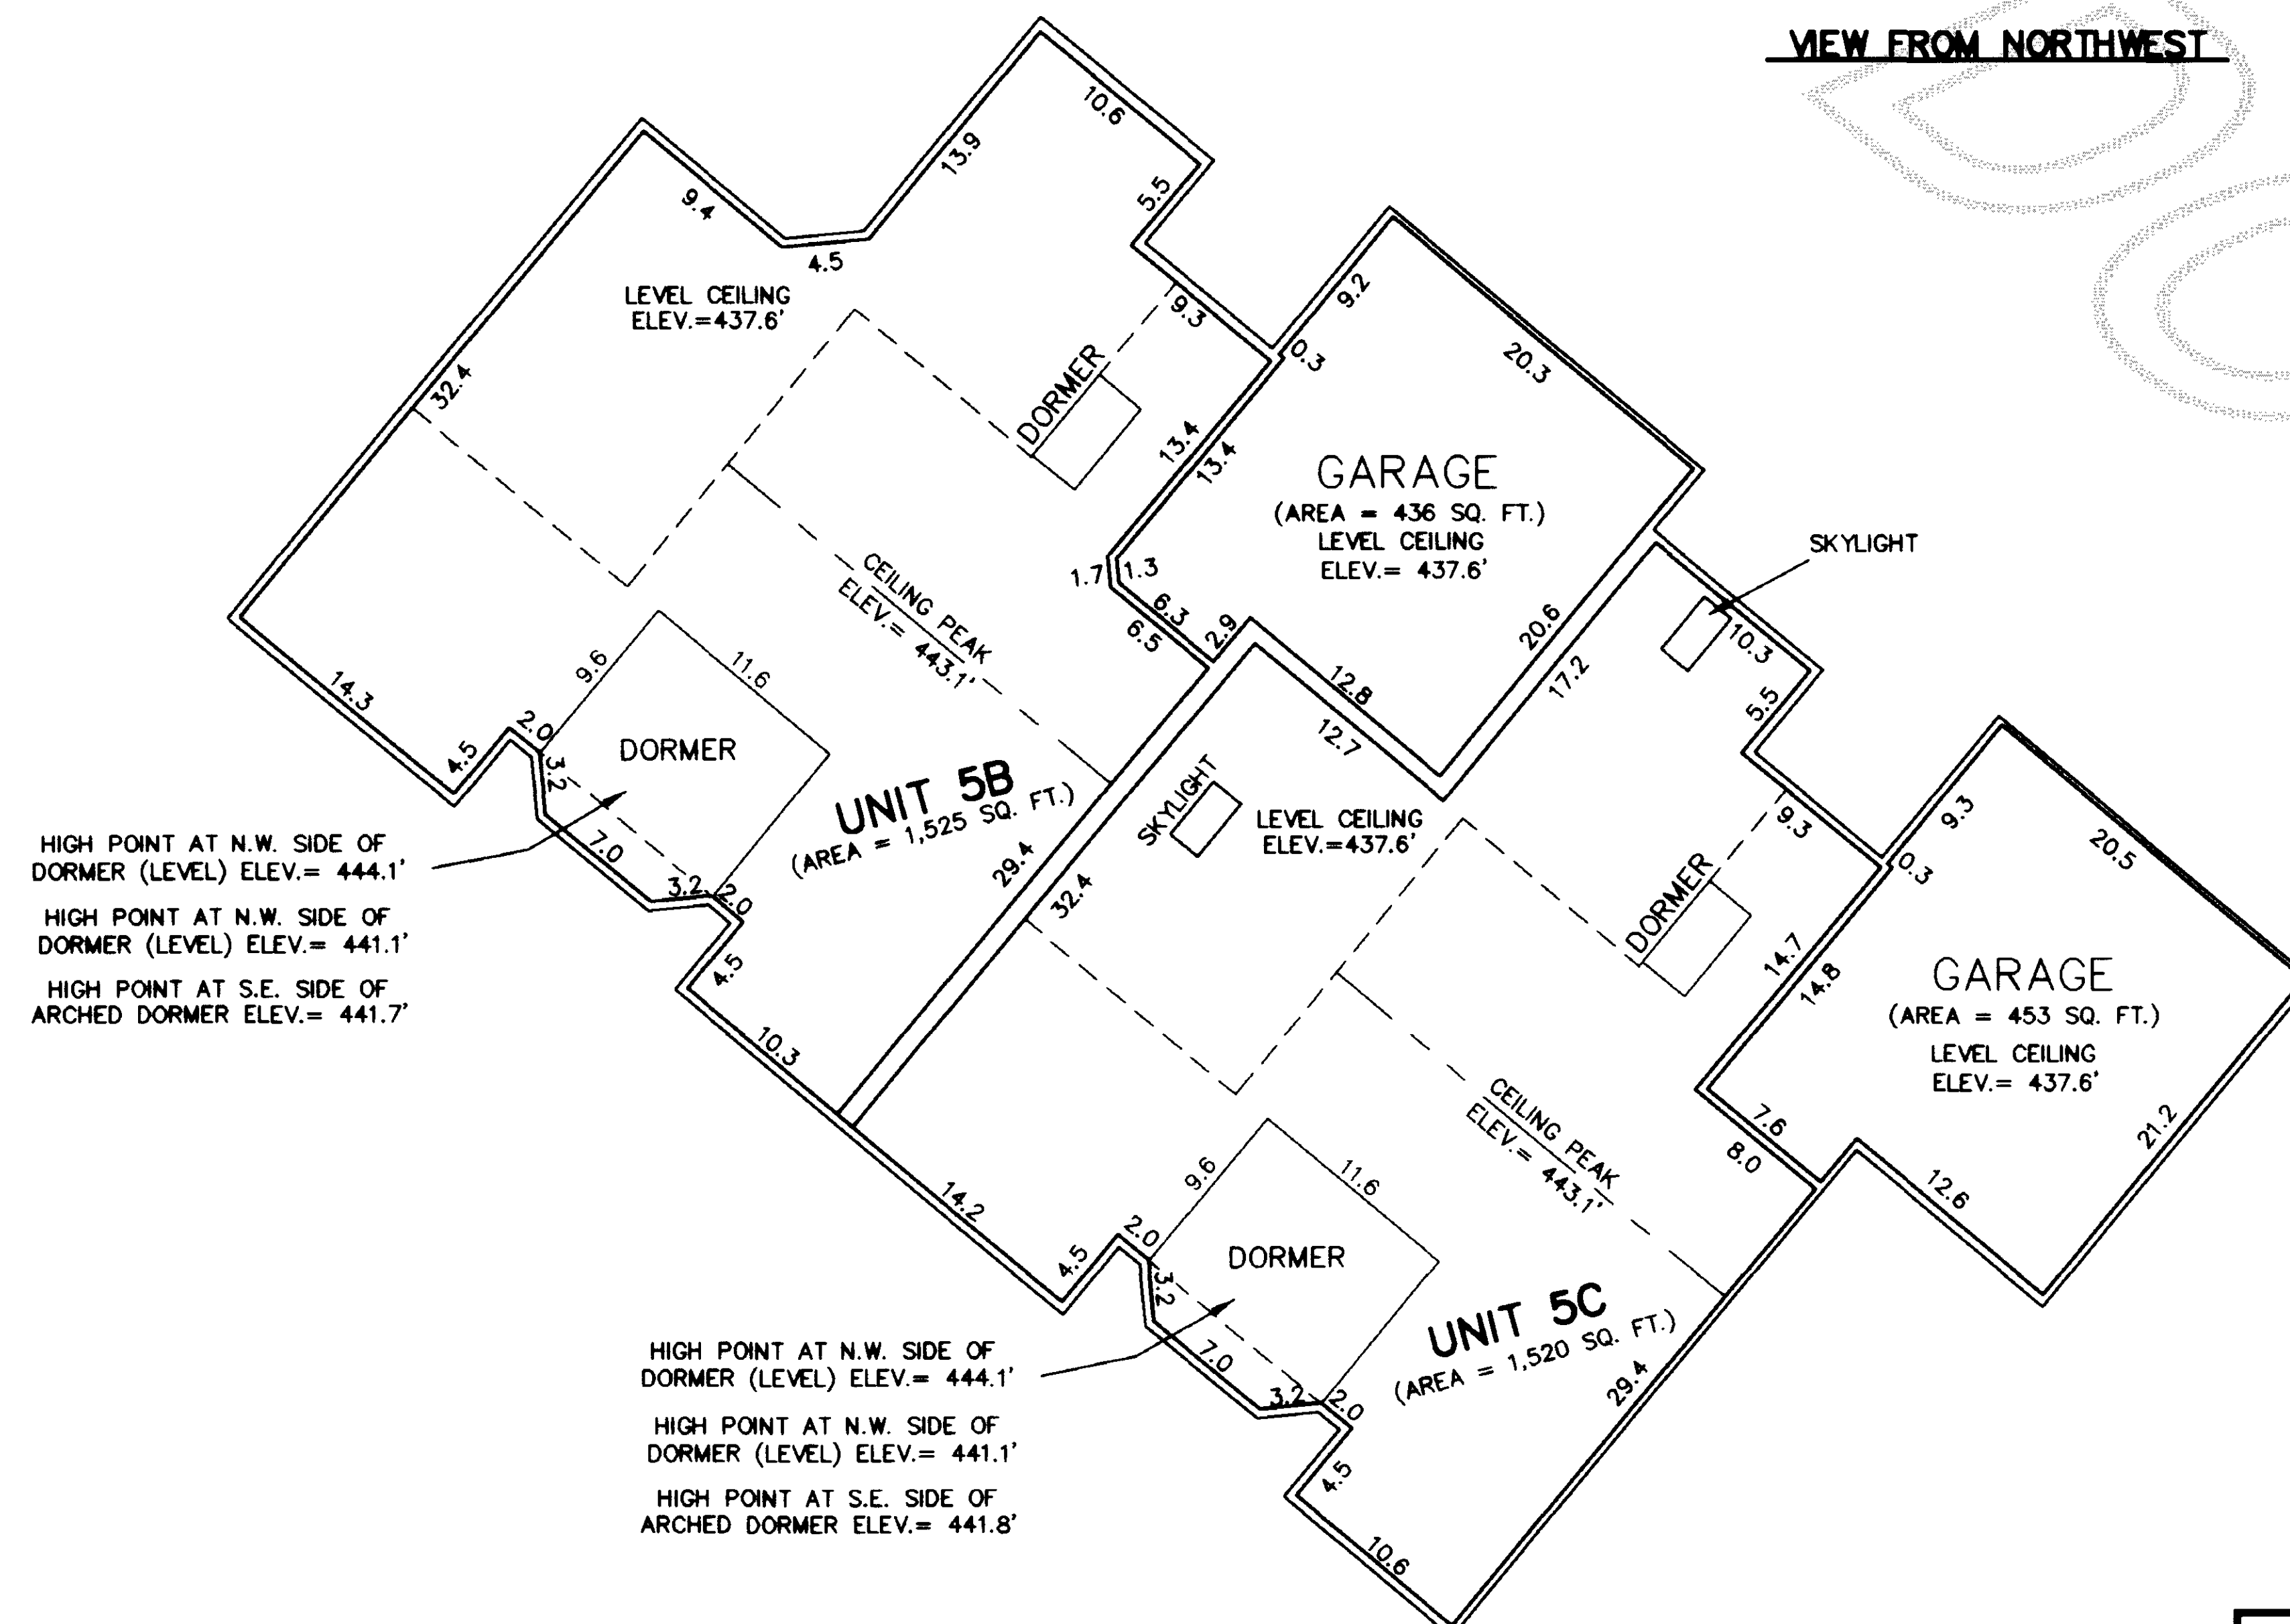 VIEW FROM NORTHWEST
10.6
13.9
5.5
9.4
4.5
LEVEL CEILING
ELEV.=437.6'
32.4
9.3
DORMER
9.2
0.3
20.3
13.4
13.4
GARAGE
(AREA = 436 SQ. FT.)
LEVEL CEILING
ELEV.= 437.6'
1.7
1.3
6.3
6.5
2.9
12.8
12.7
20.6
17.2
SKYLIGHT
10.3
5.5
CEILING PEAK
ELEV.= 443.1'
14.3
4.5
2.0
3.2
9.6
11.6
DORMER
7.0
3.2
2.0
4.5
10.3
UNIT 5B
(AREA = 1,525 SQ. FT.)
29.4
HIGH POINT AT N.W. SIDE OF
DORMER (LEVEL) ELEV.= 444.1'
HIGH POINT AT N.W. SIDE OF
DORMER (LEVEL) ELEV.= 441.1'
HIGH POINT AT S.E. SIDE OF
ARCHED DORMER ELEV.= 441.7'
SKYLIGHT
LEVEL CEILING
ELEV.=437.6'
32.4
9.3
DORMER
9.3
0.3
20.5
14.7
14.8
GARAGE
(AREA = 453 SQ. FT.)
LEVEL CEILING
ELEV.= 437.6'
7.6
8.0
12.6
21.2
CEILING PEAK
ELEV.= 443.1'
14.2
4.5
2.0
3.2
9.6
11.6
DORMER
7.0
3.2
2.0
4.5
10.6
UNIT 5C
(AREA = 1,520 SQ. FT.)
29.4
HIGH POINT AT N.W. SIDE OF
DORMER (LEVEL) ELEV.= 444.1'
HIGH POINT AT N.W. SIDE OF
DORMER (LEVEL) ELEV.= 441.1'
HIGH POINT AT S.E. SIDE OF
ARCHED DORMER ELEV.= 441.8'